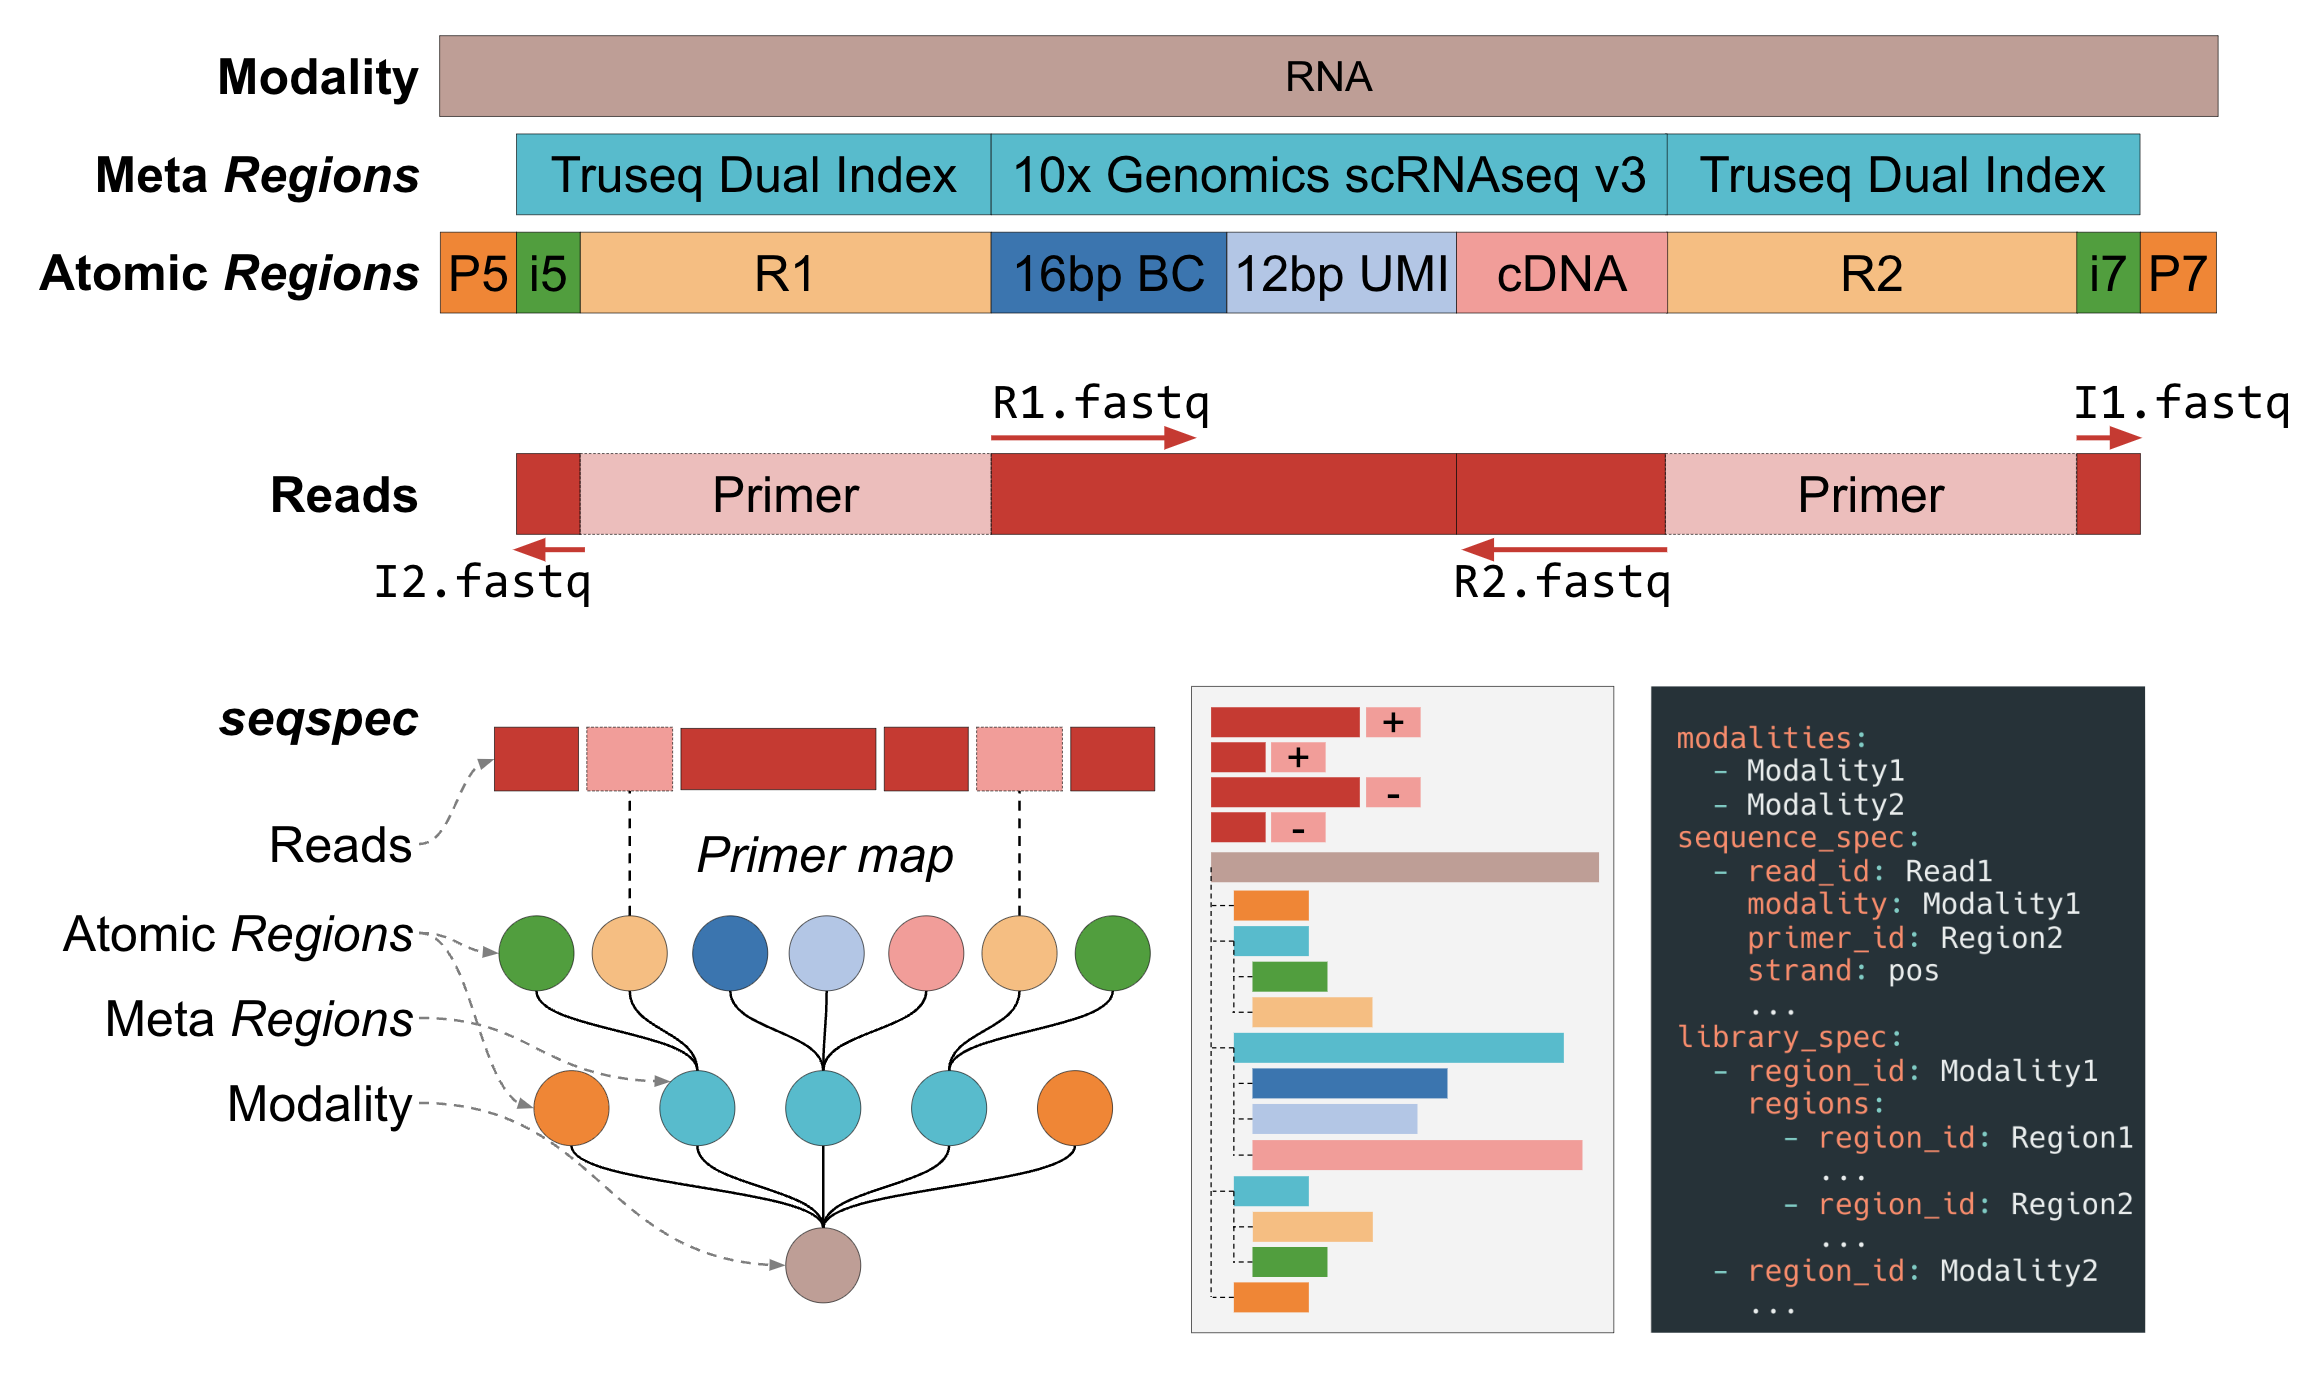 Modality
RNA
Meta Regions
Truseq Dual Index
10x Genomics scRNAseq v3
Truseq Dual Index
Atomic Regions
P5
i5
R1
16bp BC
12bp UMI
cDNA
R2
i7
P7
R1.fastq
I1.fastq
Reads
Primer
Primer
I2.fastq
R2.fastq
seqspec
Reads
Primer map
Atomic Regions
Meta Regions
Modality
+
+
-
-
modalities:
- Modality1
- Modality2
sequence_spec:
- read_id: Read1
modality: Modality1
primer_id: Region2
strand: pos
...
library_spec:
- region_id: Modality1
regions:
- region_id: Region1
...
- region_id: Region2
...
- region_id: Modality2
...